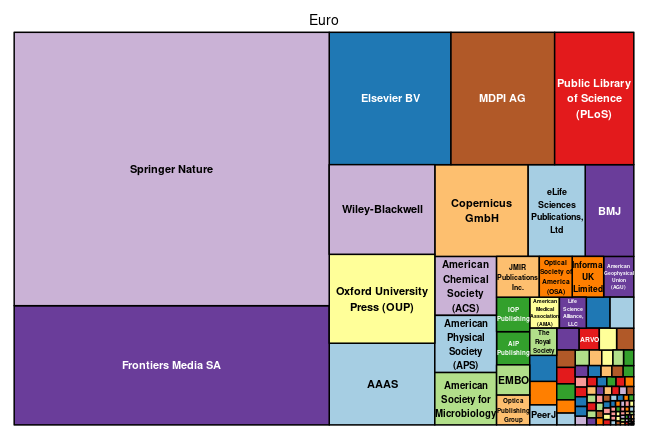 Euro
Springer Nature
Frontiers Media SA
Elsevier BV
MDPI AG
Public Library
of Science
(PLoS)
Wiley-Blackwell
Copernicus
GmbH
eLife
Sciences
Publications,
Ltd
BMJ
Oxford University
Press (OUP)
AAAS
American
Chemical
Society
(ACS)
American
Physical
Society
(APS)
American
Society for
Microbiology
JMIR
Publications
Inc.
Optical
Society of
America
(OSA)
Informa
UK
Limited
American
Geophysical
Union
(AGU)
IOP
Publishing
AIP
Publishing
EMBO
Optica
Publishing
Group
American
Medical
Association
(AMA)
Life
Science
Alliance,
LLC
The
Royal
Society
ARVO
PeerJ